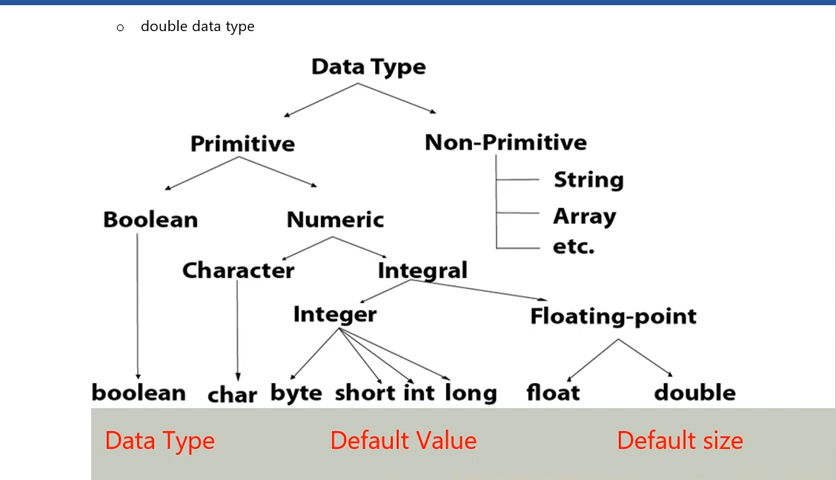 o double data type
Data Type
Primitive Non-Primitive
String
Boolean Numeric Array
etc.
Character Integral
Integer Floating-point
boolean char byte short int long float double
Data Type Default Value Default size